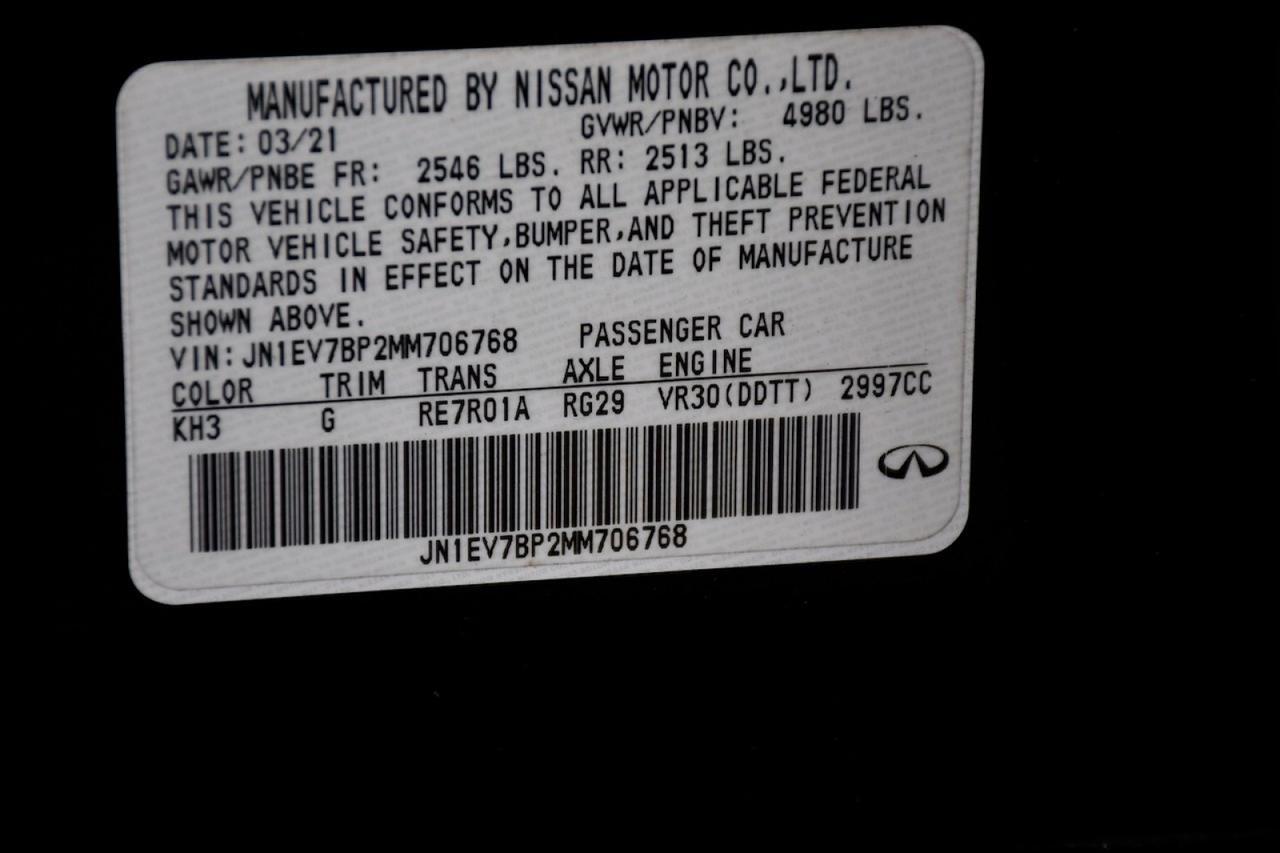 MANUFACTURED BY NISSAN MOTOR CO.,LTD.
DATE: 03/21 GVWR/PNBV: 4980 LBS.
GAWR/PNBE FR: 2546 LBS. RR: 2513 LBS.
THIS VEHICLE CONFORMS TO ALL APPLICABLE FEDERAL
MOTOR VEHICLE SAFETY,BUMPER,AND THEFT PREVENTION
STANDARDS IN EFFECT ON THE DATE OF MANUFACTURE
SHOWN ABOVE.
VIN: JN1EV7BP2MM706768 PASSENGER CAR
COLOR TRIM TRANS AXLE ENGINE
KH3 G RE7R01A RG29 VR30(DDTT) 2997CC
JN1EV7BP2MM706768